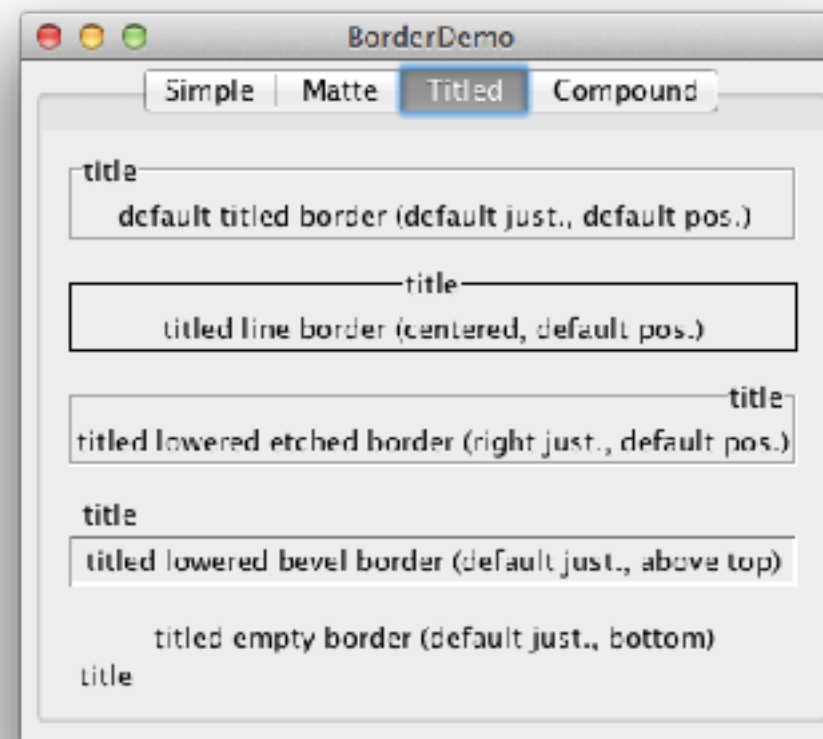 BorderDemo
Simple Matte Titled Compound
title
default titled border (default just., default pos.)
title
titled line border (centered, default pos.)
title
titled lowered etched border (right just., default pos.)
title
titled lowered bevel border (default just., above top)
titled empty border (default just., bottom)
title